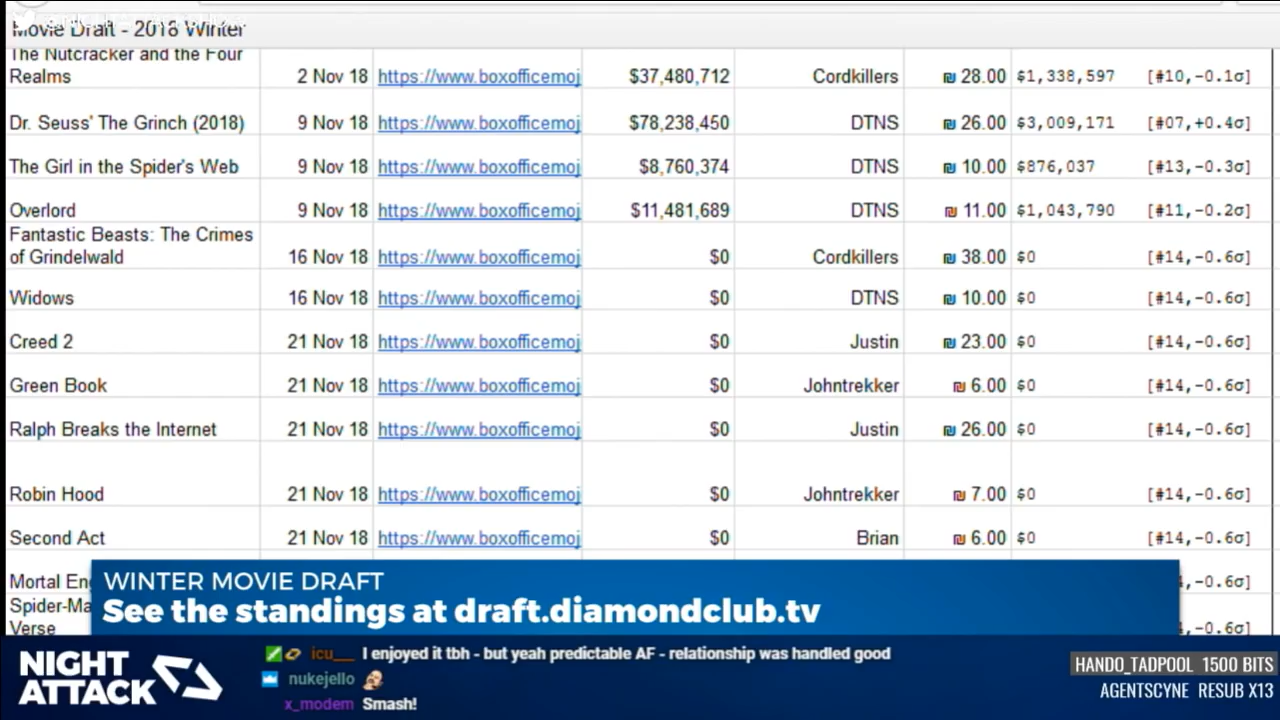 Movie Draft - 2018 Winter
The Nutcracker and the Four
Realms 2 Nov 18 https://www.boxofficemoj $37,480,712 Cordkillers ₪ 28.00 $1,338,597 [#10,-0.1σ]
Dr. Seuss' The Grinch (2018) 9 Nov 18 https://www.boxofficemoj $78,238,450 DTNS ₪ 26.00 $3,009,171 [#07,+0.4σ]
The Girl in the Spider's Web 9 Nov 18 https://www.boxofficemoj $8,760,374 DTNS ₪ 10.00 $876,037 [#13,-0.3σ]
Overlord 9 Nov 18 https://www.boxofficemoj $11,481,689 DTNS ₪ 11.00 $1,043,790 [#11,-0.2σ]
Fantastic Beasts: The Crimes
of Grindelwald 16 Nov 18 https://www.boxofficemoj $0 Cordkillers ₪ 38.00 $0 [#14,-0.6σ]
Widows 16 Nov 18 https://www.boxofficemoj $0 DTNS ₪ 10.00 $0 [#14,-0.6σ]
Creed 2 21 Nov 18 https://www.boxofficemoj $0 Justin ₪ 23.00 $0 [#14,-0.6σ]
Green Book 21 Nov 18 https://www.boxofficemoj $0 Johntrekker ₪ 6.00 $0 [#14,-0.6σ]
Ralph Breaks the Internet 21 Nov 18 https://www.boxofficemoj $0 Justin ₪ 26.00 $0 [#14,-0.6σ]
Robin Hood 21 Nov 18 https://www.boxofficemoj $0 Johntrekker ₪ 7.00 $0 [#14,-0.6σ]
Second Act 21 Nov 18 https://www.boxofficemoj $0 Brian ₪ 6.00 $0 [#14,-0.6σ]
Mortal En 4,-0.6σ]
Spider-Ma
Verse 4,-0.6σ]
WINTER MOVIE DRAFT
See the standings at draft.diamondclub.tv
NIGHT
ATTACK
icu__ I enjoyed it tbh - but yeah predictable AF - relationship was handled good
nukejello
x_modem Smash!
HANDO_TADPOOL 1500 BITS
AGENTSCYNE RESUB X13